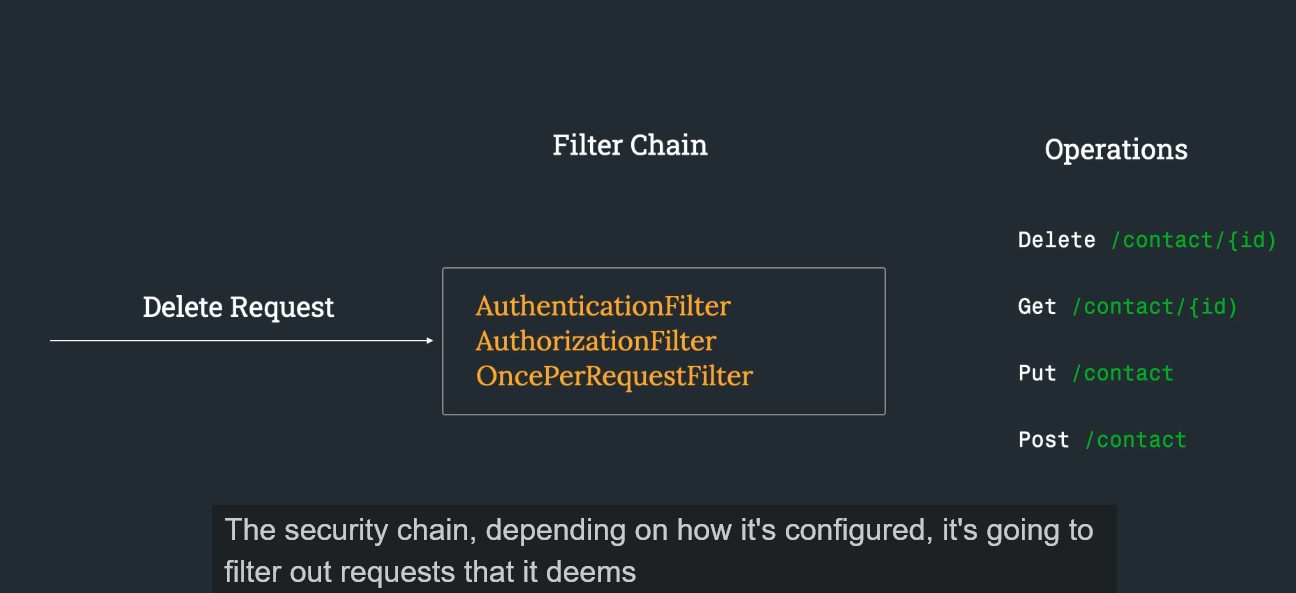 Filter Chain
Operations
Delete Request
AuthenticationFilter
AuthorizationFilter
OncePerRequestFilter
Delete /contact/{id)
Get /contact/{id)
Put /contact
Post /contact
The security chain, depending on how it's configured, it's going to
filter out requests that it deems